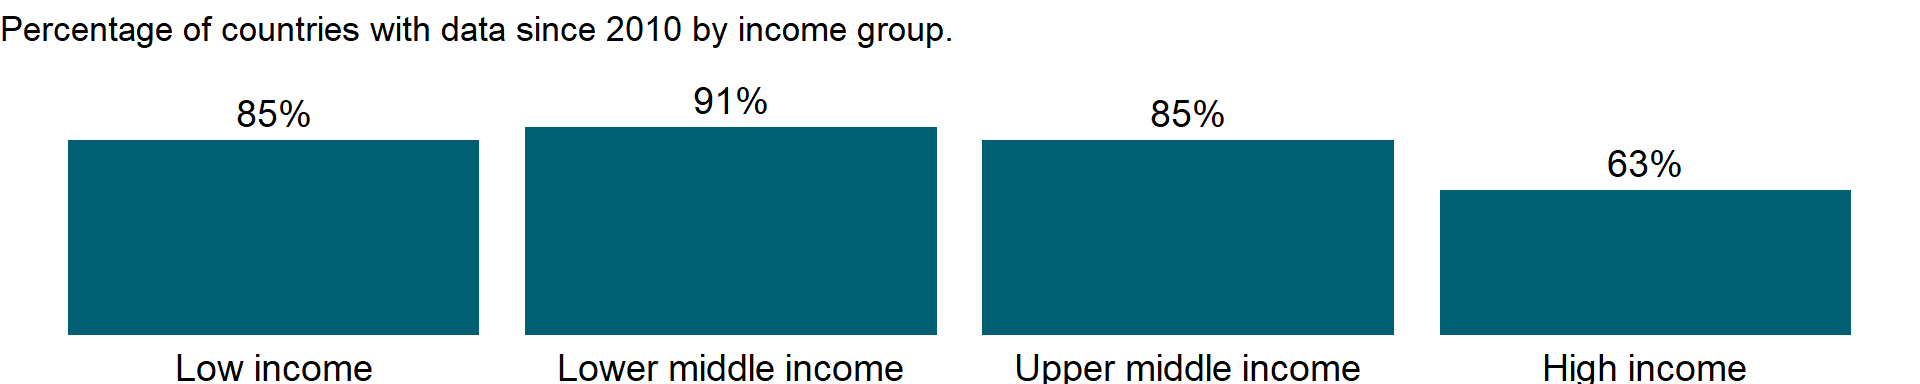 Percentage of countries with data since 2010 by income group.
85%
91%
85%
63%
Low income
Lower middle income
Upper middle income
High income